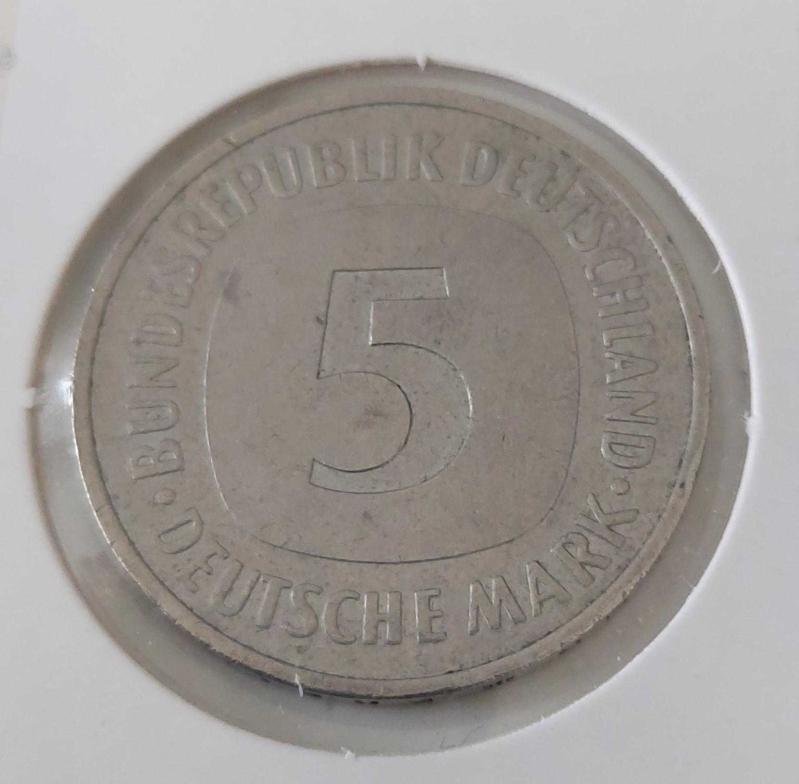 BUNDESREPUBLIK DEUTSCHLAND
5
· DEUTSCHE MARK ·